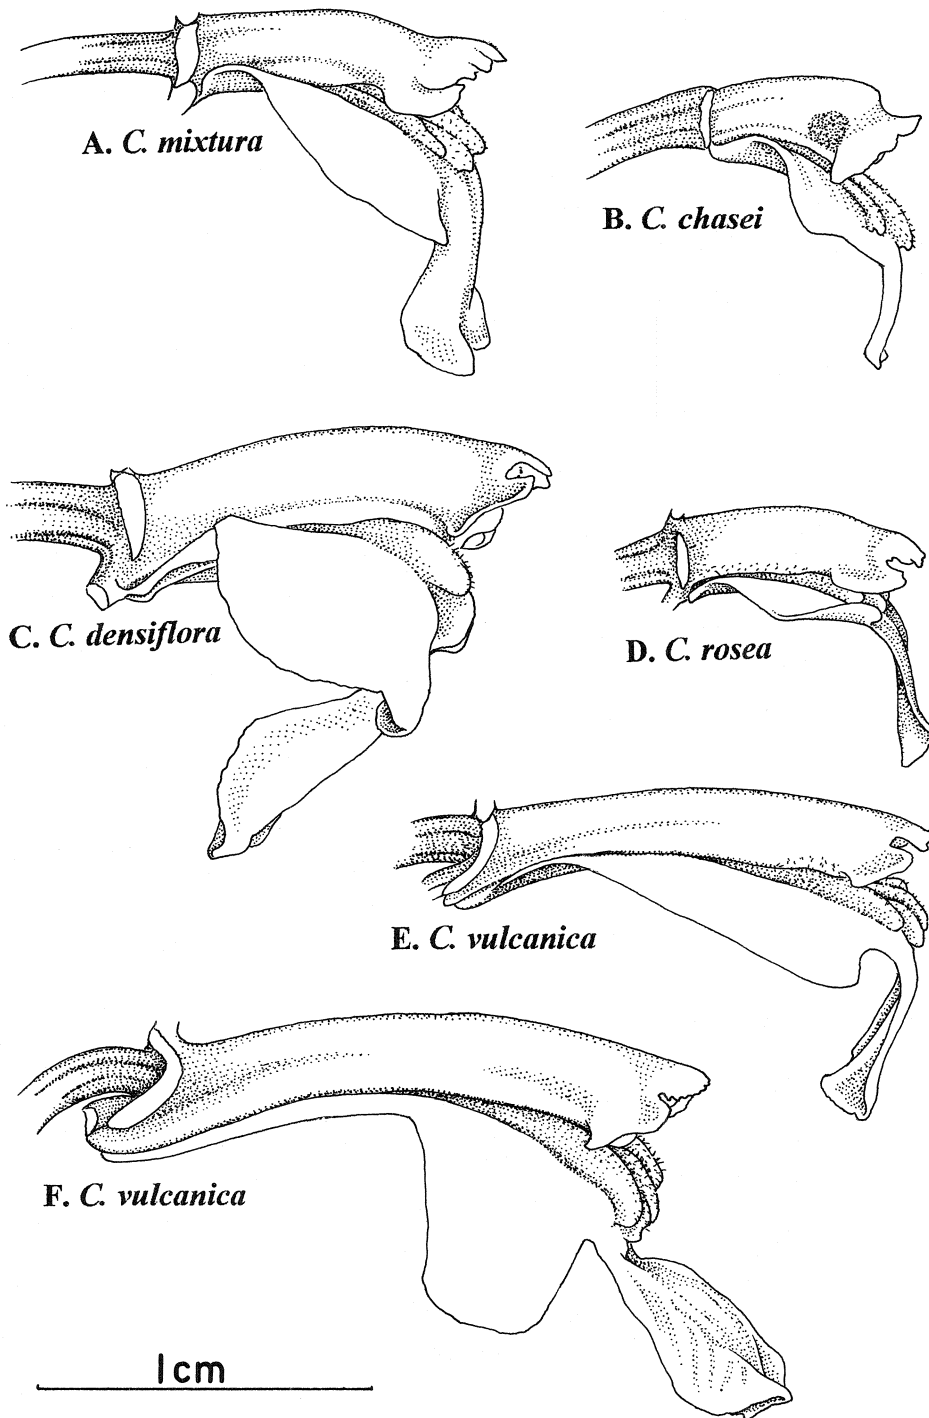 A. C. mixtura
B. C. chasei
C. C. densiflora
D. C. rosea
E. C. vulcanica
F. C. vulcanica
1cm